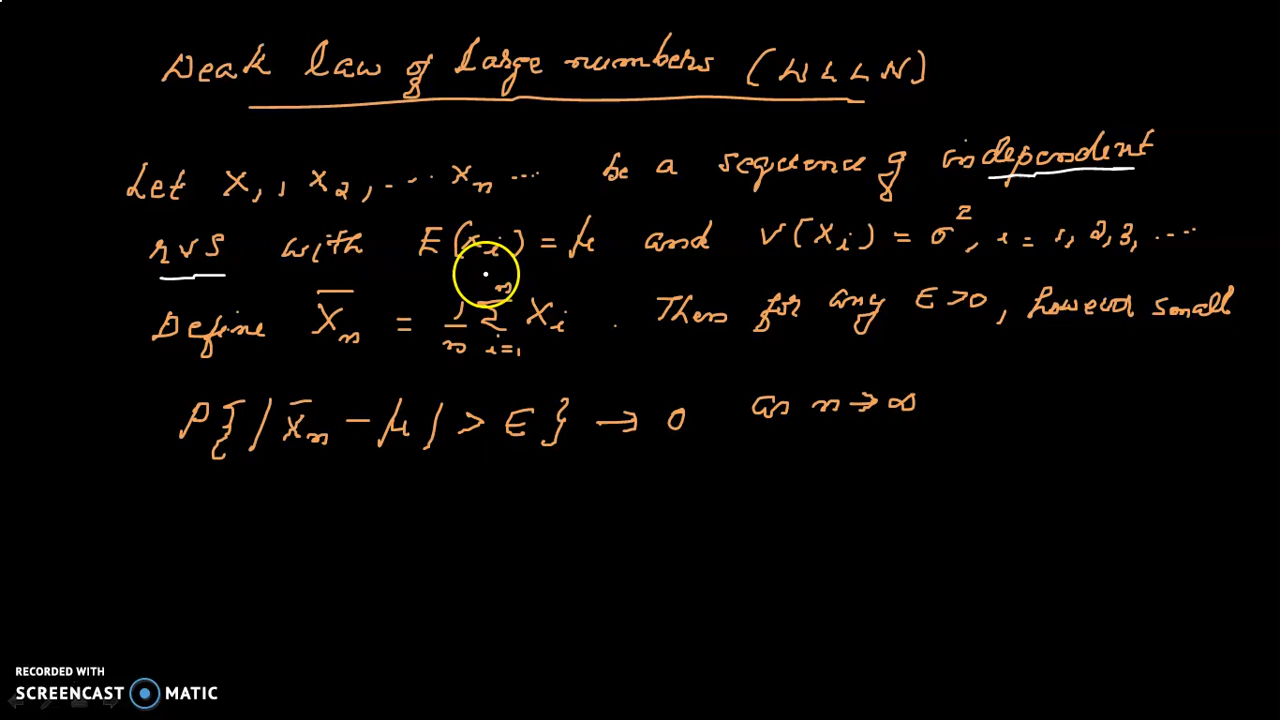 Weak law of large numbers (WLLN)
Let X₁, X₂, ... Xₙ ... be a sequence of independent
rvs with E(Xᵢ) = μ and V(Xᵢ) = σ², i = 1, 2, 3, ...
Define X̄ₙ = 1/n Σᵢ₌₁ⁿ Xᵢ . Then for any ε > 0, however small
P{|X̄ₙ − μ| > ε} → 0 as n → ∞
RECORDED WITH
SCREENCAST MATIC